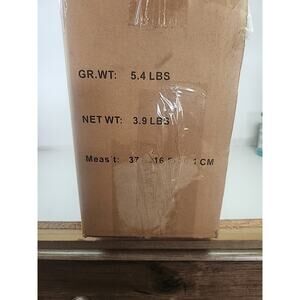 GR.WT: 5.4 LBS
NET WT: 3.9 LBS
Meas't: 37 16 CM